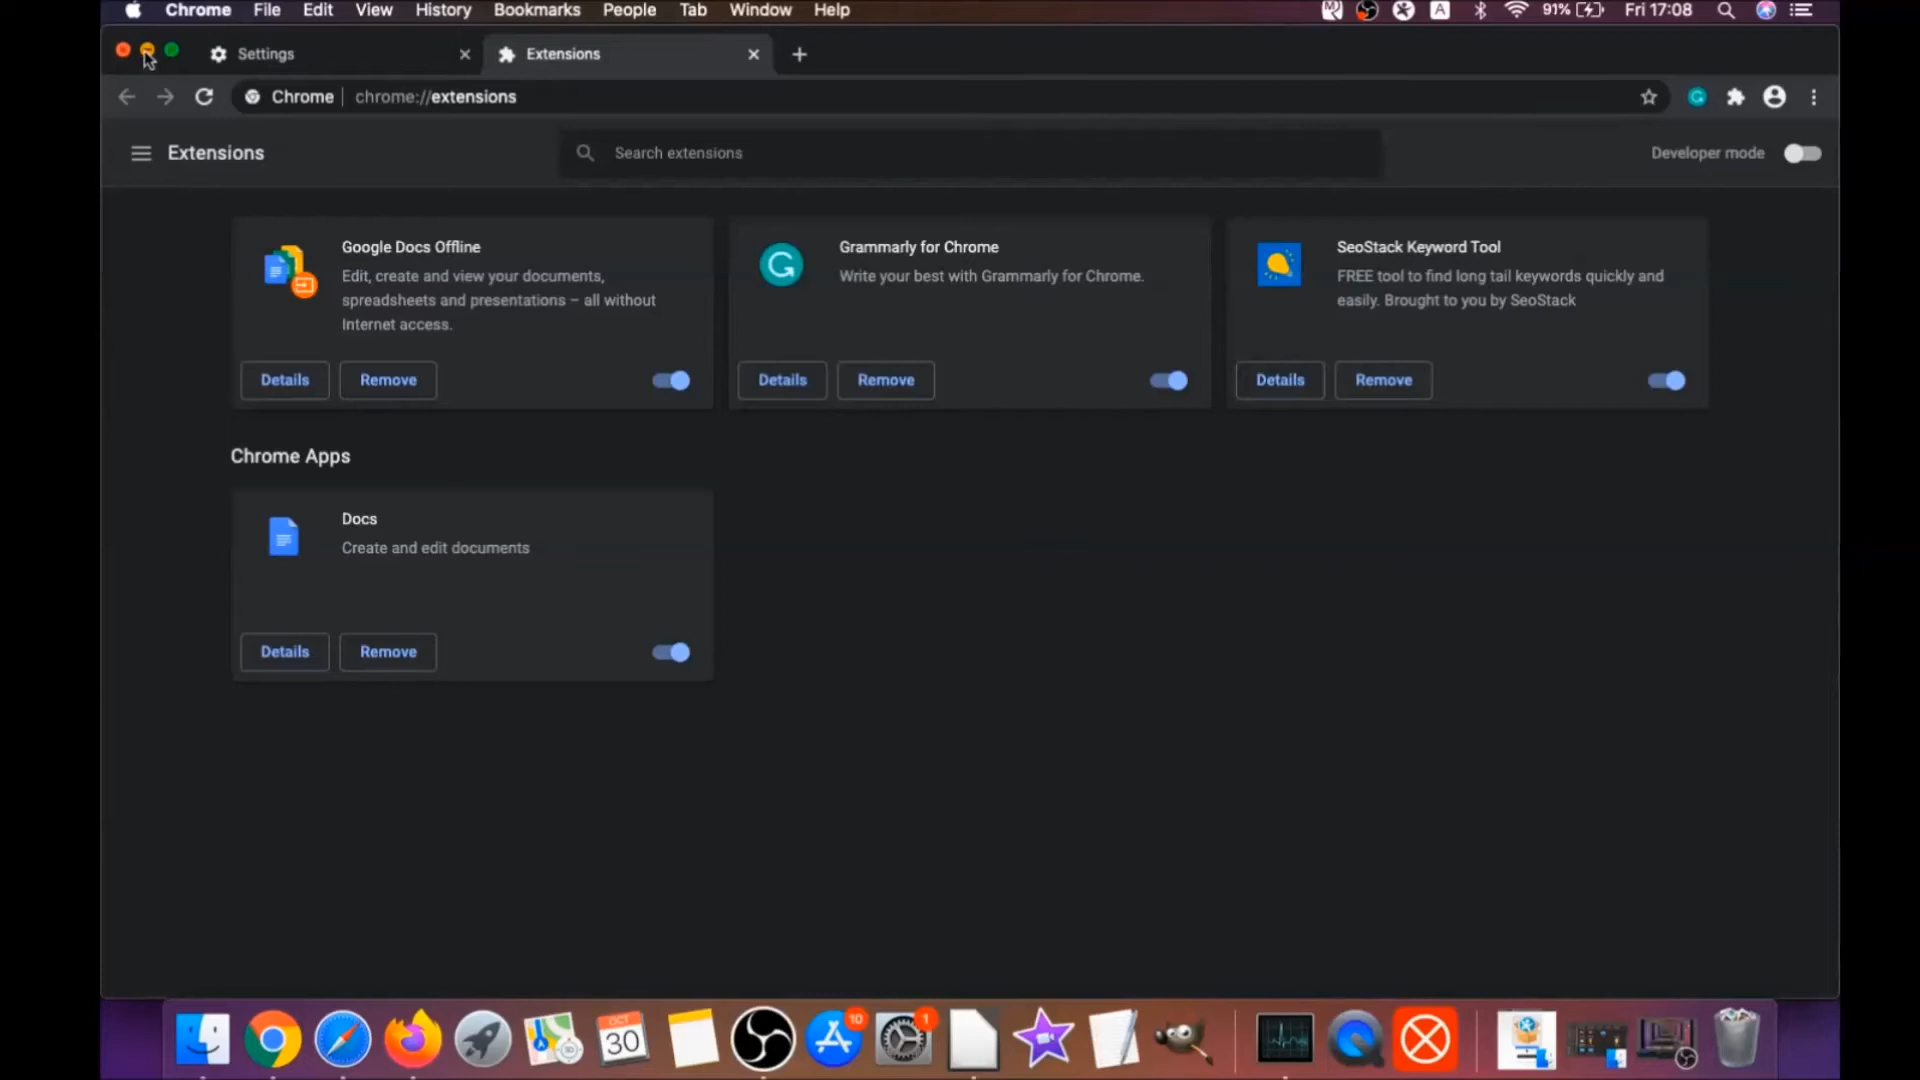 Chrome File Edit View History Bookmarks People Tab Window Help A 91% Fri 17:08
Settings Extensions
Chrome chrome://extensions
Extensions Search extensions Developer mode
Google Docs Offline
Edit, create and view your documents,
spreadsheets and presentations – all without
Internet access.
Details Remove
Grammarly for Chrome
Write your best with Grammarly for Chrome.
Details Remove
SeoStack Keyword Tool
FREE tool to find long tail keywords quickly and
easily. Brought to you by SeoStack
Details Remove
Chrome Apps
Docs
Create and edit documents
Details Remove
OCT
30
10
1